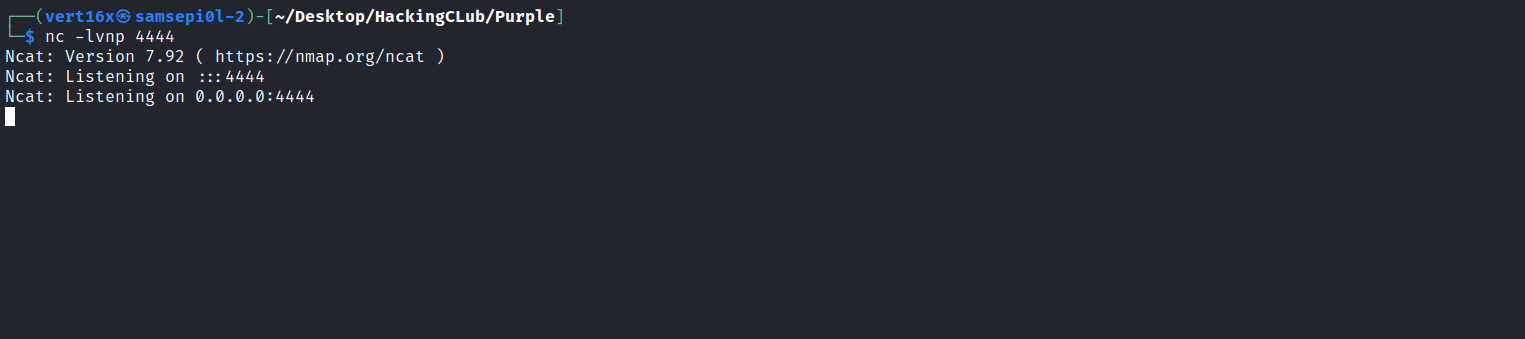 ┌──(vert16x㉿samsepi0l-2)-[~/Desktop/HackingCLub/Purple]
└─$ nc -lvnp 4444
Ncat: Version 7.92 ( https://nmap.org/ncat )
Ncat: Listening on :::4444
Ncat: Listening on 0.0.0.0:4444